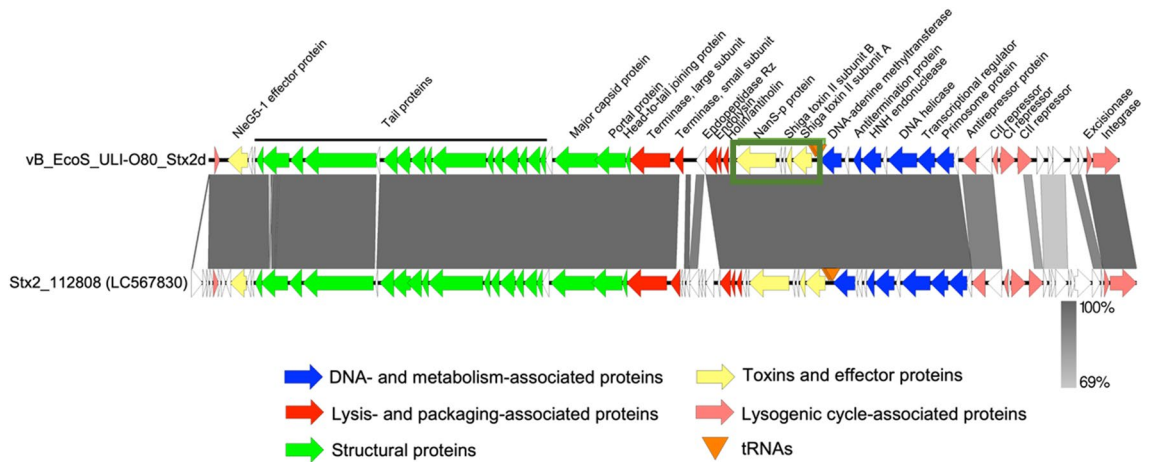 NleG5-1 effector protein
Tail proteins
Major capsid protein
Portal protein
Head-to-tail joining protein
Terminase, large subunit
Terminase, small subunit
Endopeptidase Rz
Endolysin
Holin/antiholin
NanS-p protein
Shiga toxin II subunit B
Shiga toxin II subunit A
DNA-adenine mehyltransferase
Antitermination protein
HNH endonuclease
DNA helicase
Transcriptional regulator
Primosome protein
Antirepressor protein
CII repressor
CI repressor
CII repressor
Excisionase
Integrase
vB_EcoS_ULI-O80_Stx2d
Stx2_112808 (LC567830)
100%
69%
DNA- and metabolism-associated proteins
Toxins and effector proteins
Lysis- and packaging-associated proteins
Lysogenic cycle-associated proteins
Structural proteins
tRNAs